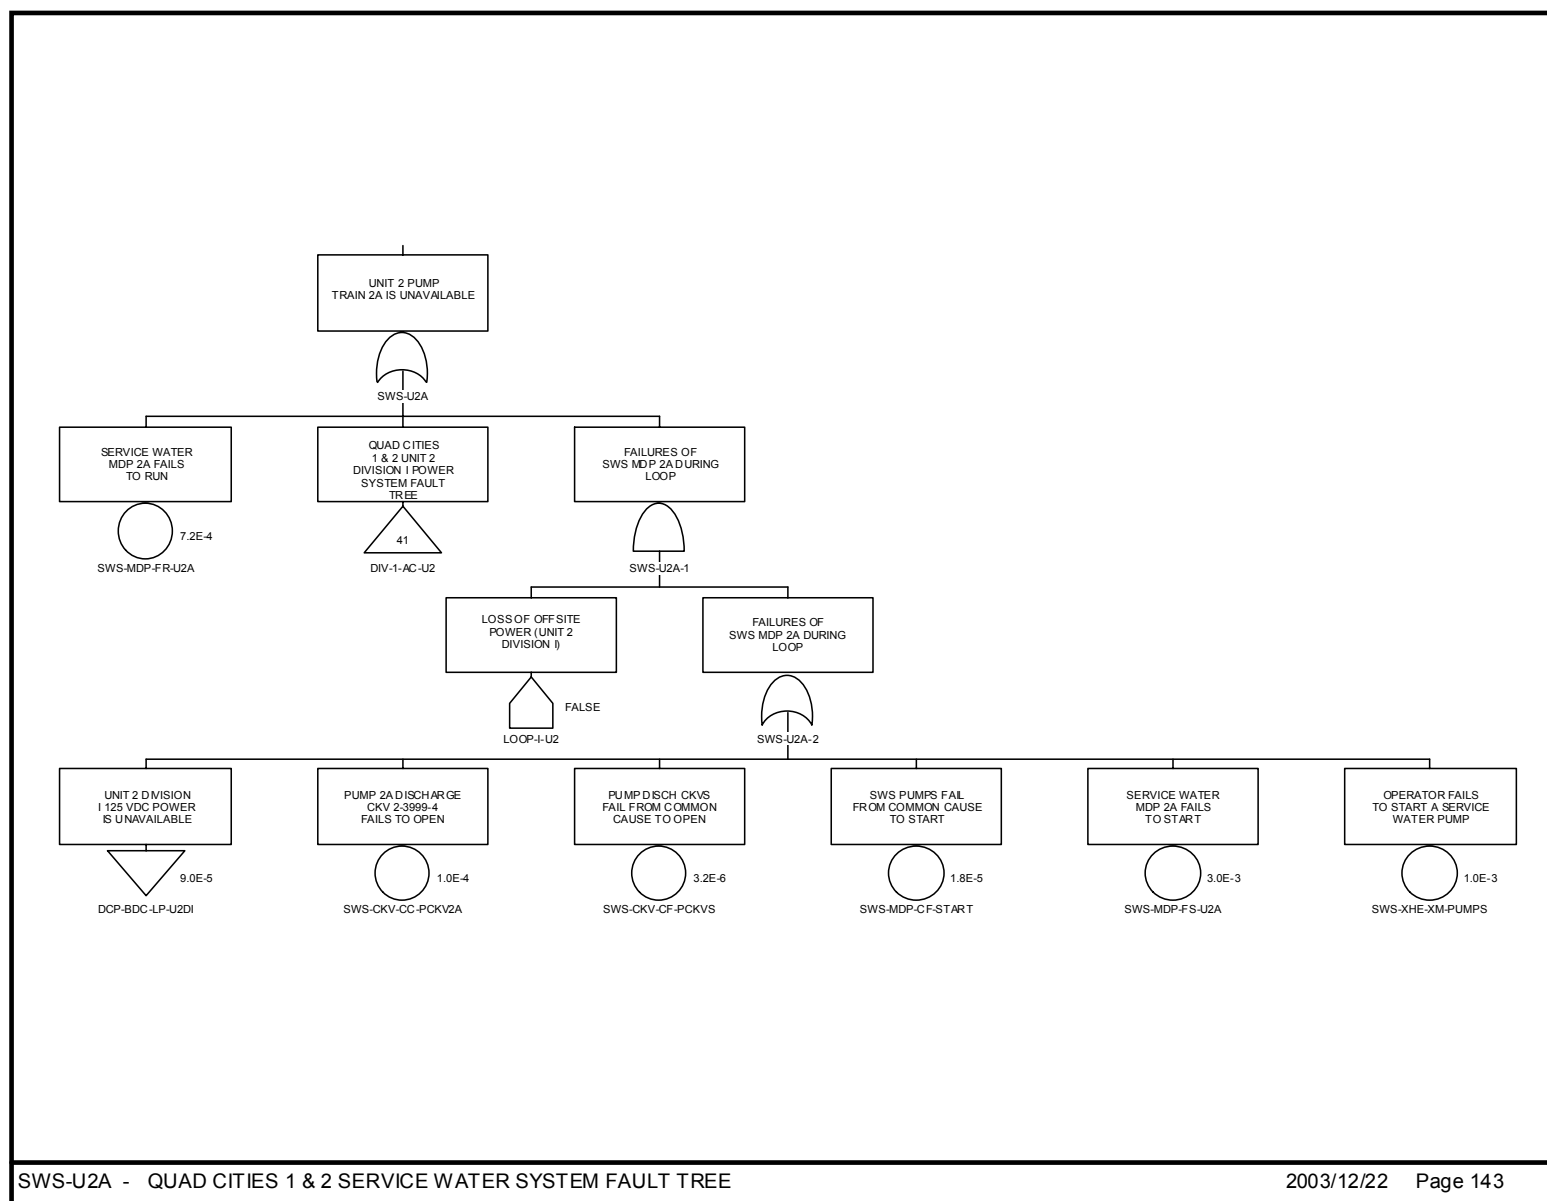 UNIT 2 PUMP
TRAIN 2A IS UNAVAILABLE
SWS-U2A
SERVICE WATER
MDP 2A FAILS
TO RUN
7.2E-4
SWS-MDP-FR-U2A
QUAD CITIES
1 & 2 UNIT 2
DIVISION I POWER
SYSTEM FAULT
TREE
41
DIV-1-AC-U2
FAILURES OF
SWS MDP 2A DURING
LOOP
SWS-U2A-1
LOSS OF OFFSITE
POWER (UNIT 2
DIVISION I)
FALSE
LOOP-I-U2
FAILURES OF
SWS MDP 2A DURING
LOOP
SWS-U2A-2
UNIT 2 DIVISION
I 125 VDC POWER
IS UNAVAILABLE
9.0E-5
DCP-BDC-LP-U2DI
PUMP 2A DISCHARGE
CKV 2-3999-4
FAILS TO OPEN
1.0E-4
SWS-CKV-CC-PCKV2A
PUMP DISCH CKVS
FAIL FROM COMMON
CAUSE TO OPEN
3.2E-6
SWS-CKV-CF-PCKVS
SWS PUMPS FAIL
FROM COMMON CAUSE
TO START
1.8E-5
SWS-MDP-CF-START
SERVICE WATER
MDP 2A FAILS
TO START
3.0E-3
SWS-MDP-FS-U2A
OPERATOR FAILS
TO START A SERVICE
WATER PUMP
1.0E-3
SWS-XHE-XM-PUMPS
SWS-U2A - QUAD CITIES 1 & 2 SERVICE WATER SYSTEM FAULT TREE
2003/12/22 Page 143